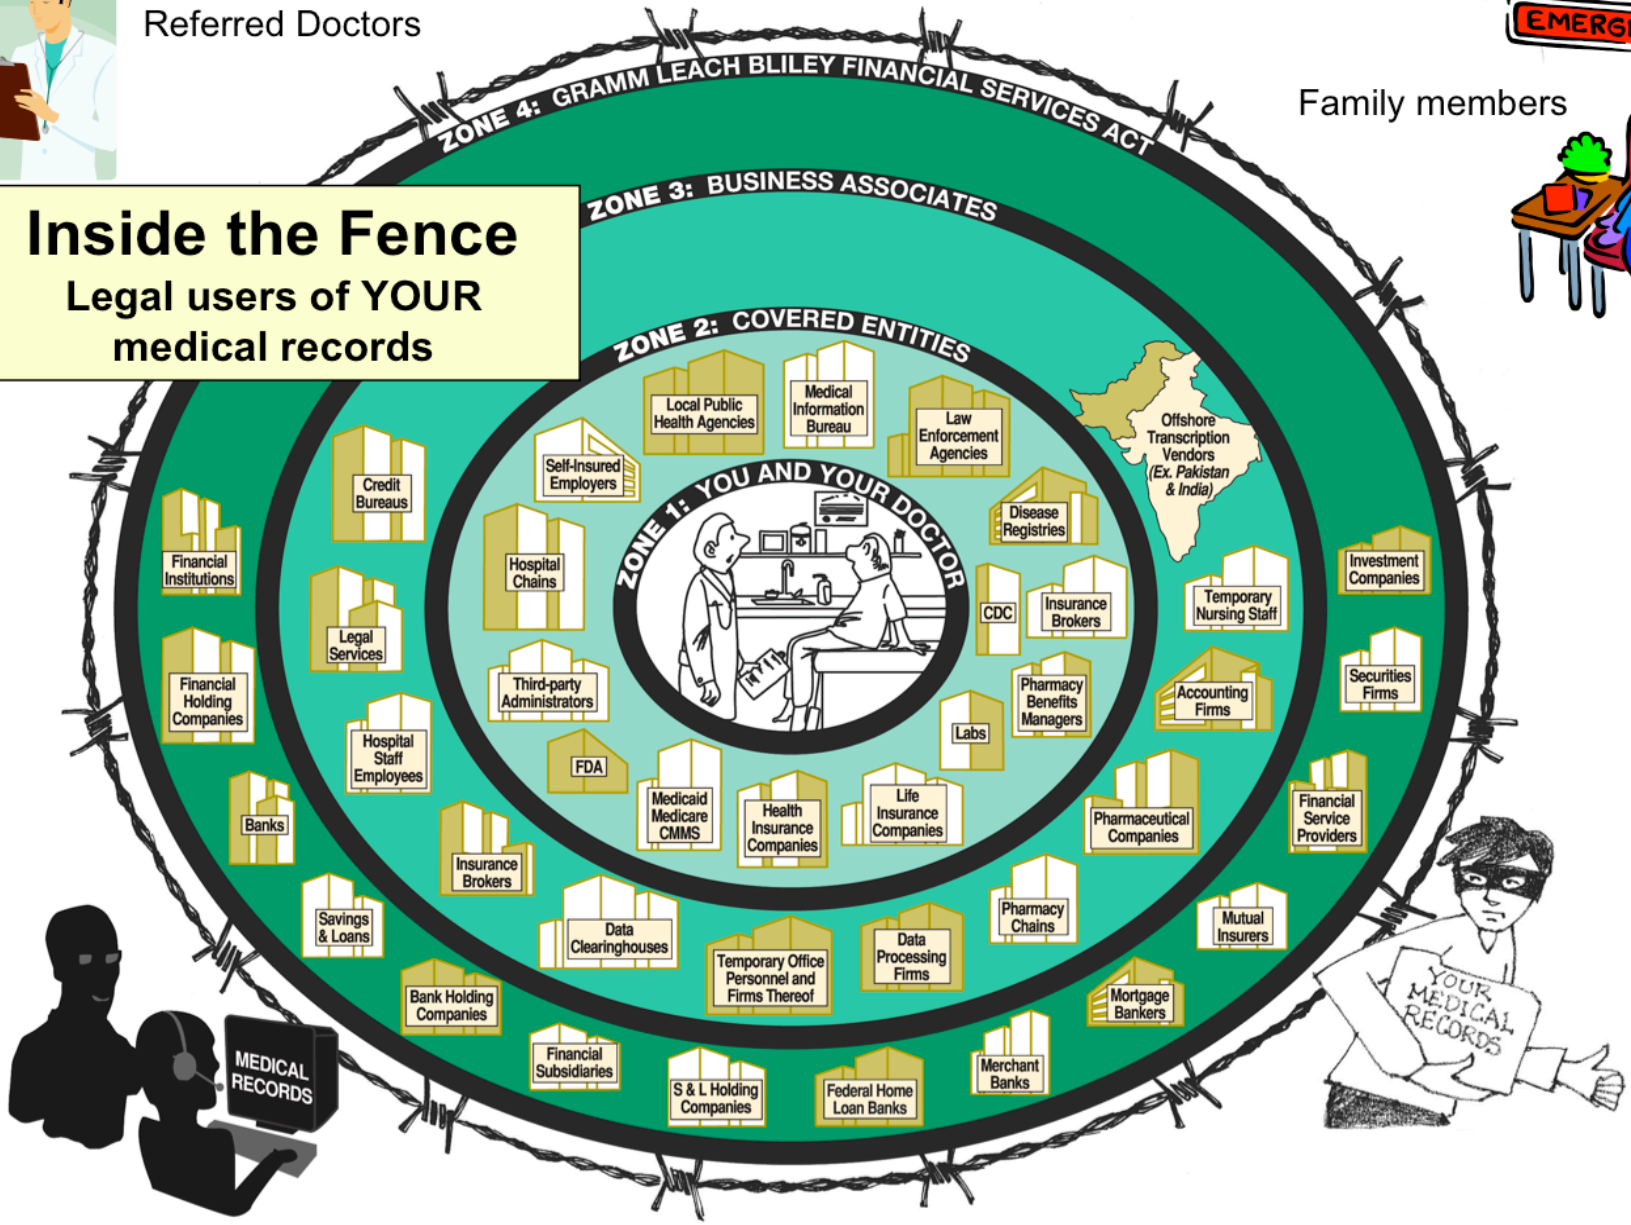 Referred Doctors
EMERG
Family members
ZONE 4: GRAMM LEACH BLILEY FINANCIAL SERVICES ACT
Inside the Fence
Legal users of YOUR
medical records
ZONE 3: BUSINESS ASSOCIATES
ZONE 2: COVERED ENTITIES
Local Public
Health Agencies
Medical
Information
Bureau
Law
Enforcement
Agencies
Offshore
Transcription
Vendors
(Ex. Pakistan
& India)
Self-Insured
Employers
Credit
Bureaus
ZONE 1: YOU AND YOUR DOCTOR
Disease
Registries
Financial
Institutions
Hospital
Chains
Investment
Companies
CDC
Insurance
Brokers
Temporary
Nursing Staff
Legal
Services
Financial
Holding
Companies
Third-party
Administrators
Pharmacy
Benefits
Managers
Accounting
Firms
Securities
Firms
Hospital
Staff
Employees
FDA
Labs
Banks
Medicaid
Medicare
CMMS
Health
Insurance
Companies
Life
Insurance
Companies
Pharmaceutical
Companies
Financial
Service
Providers
Insurance
Brokers
Savings
& Loans
Data
Clearinghouses
Pharmacy
Chains
Mutual
Insurers
Temporary Office
Personnel and
Firms Thereof
Data
Processing
Firms
Bank Holding
Companies
Mortgage
Bankers
YOUR
MEDICAL
RECORDS
MEDICAL
RECORDS
Financial
Subsidiaries
S & L Holding
Companies
Federal Home
Loan Banks
Merchant
Banks